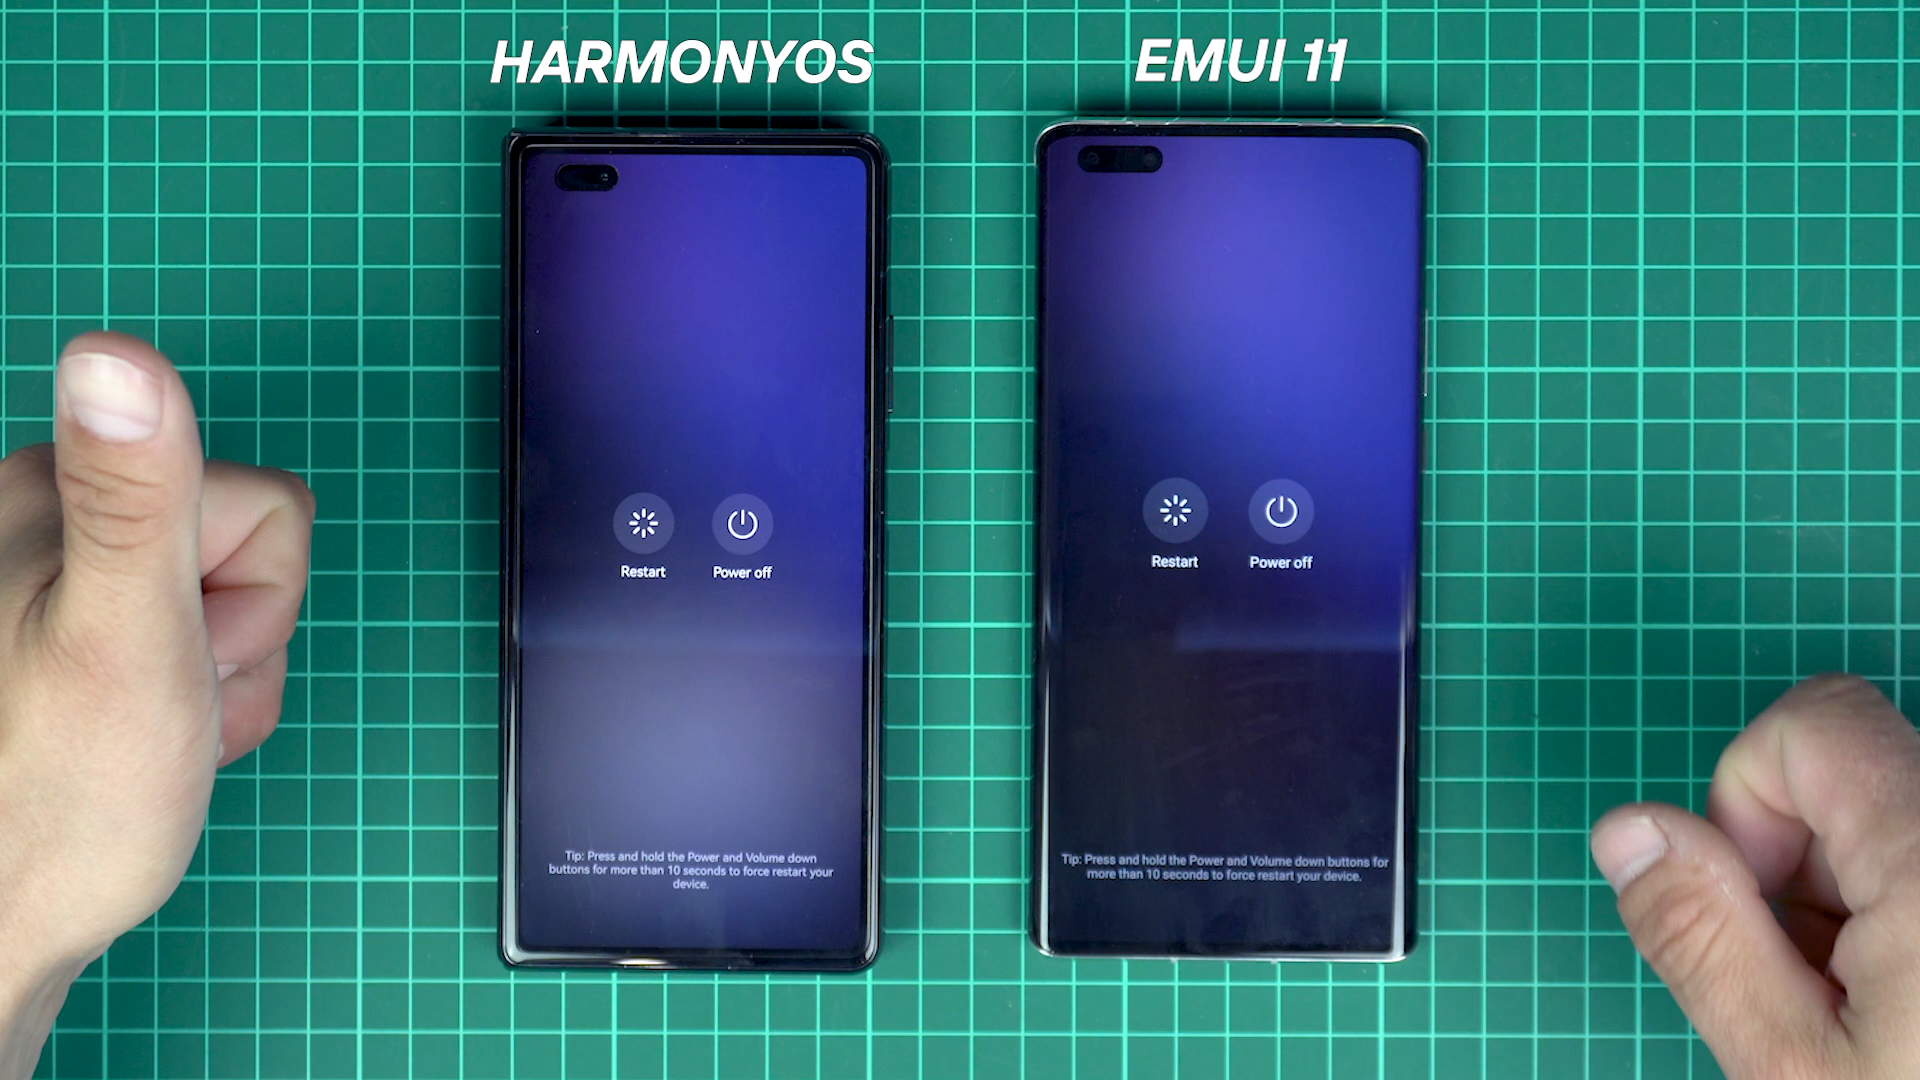 HARMONYOS
EMUI 11
Restart
Power off
Tip: Press and hold the Power and Volume down
buttons for more than 10 seconds to force restart your
device.
Restart
Power off
Tip: Press and hold the Power and Volume down buttons for
more than 10 seconds to force restart your device.